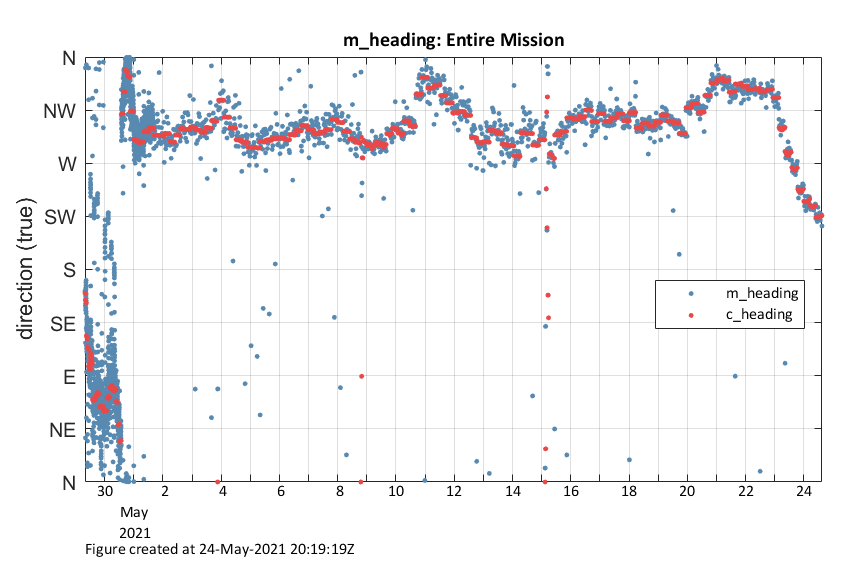 m_heading: Entire Mission
N
NW
W
SW
S
SE
E
NE
N
direction (true)
m_heading
c_heading
30 2 4 6 8 10 12 14 16 18 20 22 24
May
2021
Figure created at 24-May-2021 20:19:19Z